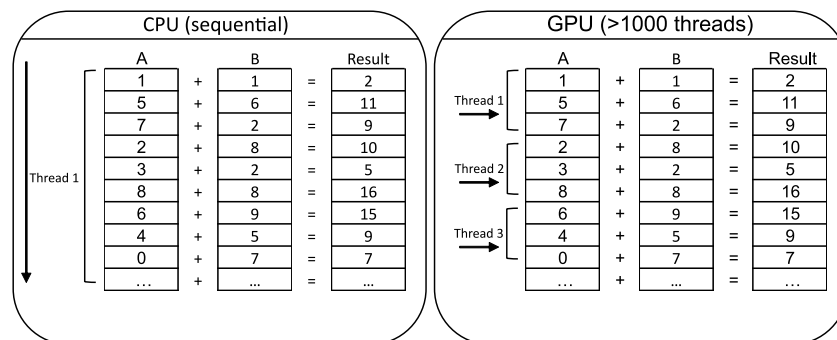 CPU (sequential)
A B Result
1 + 1 = 2
5 + 6 = 11
7 + 2 = 9
2 + 8 = 10
3 + 2 = 5
8 + 8 = 16
6 + 9 = 15
4 + 5 = 9
0 + 7 = 7
... + ... = ...
Thread 1
GPU (>1000 threads)
A B Result
1 + 1 = 2
Thread 1
5 + 6 = 11
7 + 2 = 9
2 + 8 = 10
Thread 2
3 + 2 = 5
8 + 8 = 16
6 + 9 = 15
Thread 3
4 + 5 = 9
0 + 7 = 7
... + ... = ...